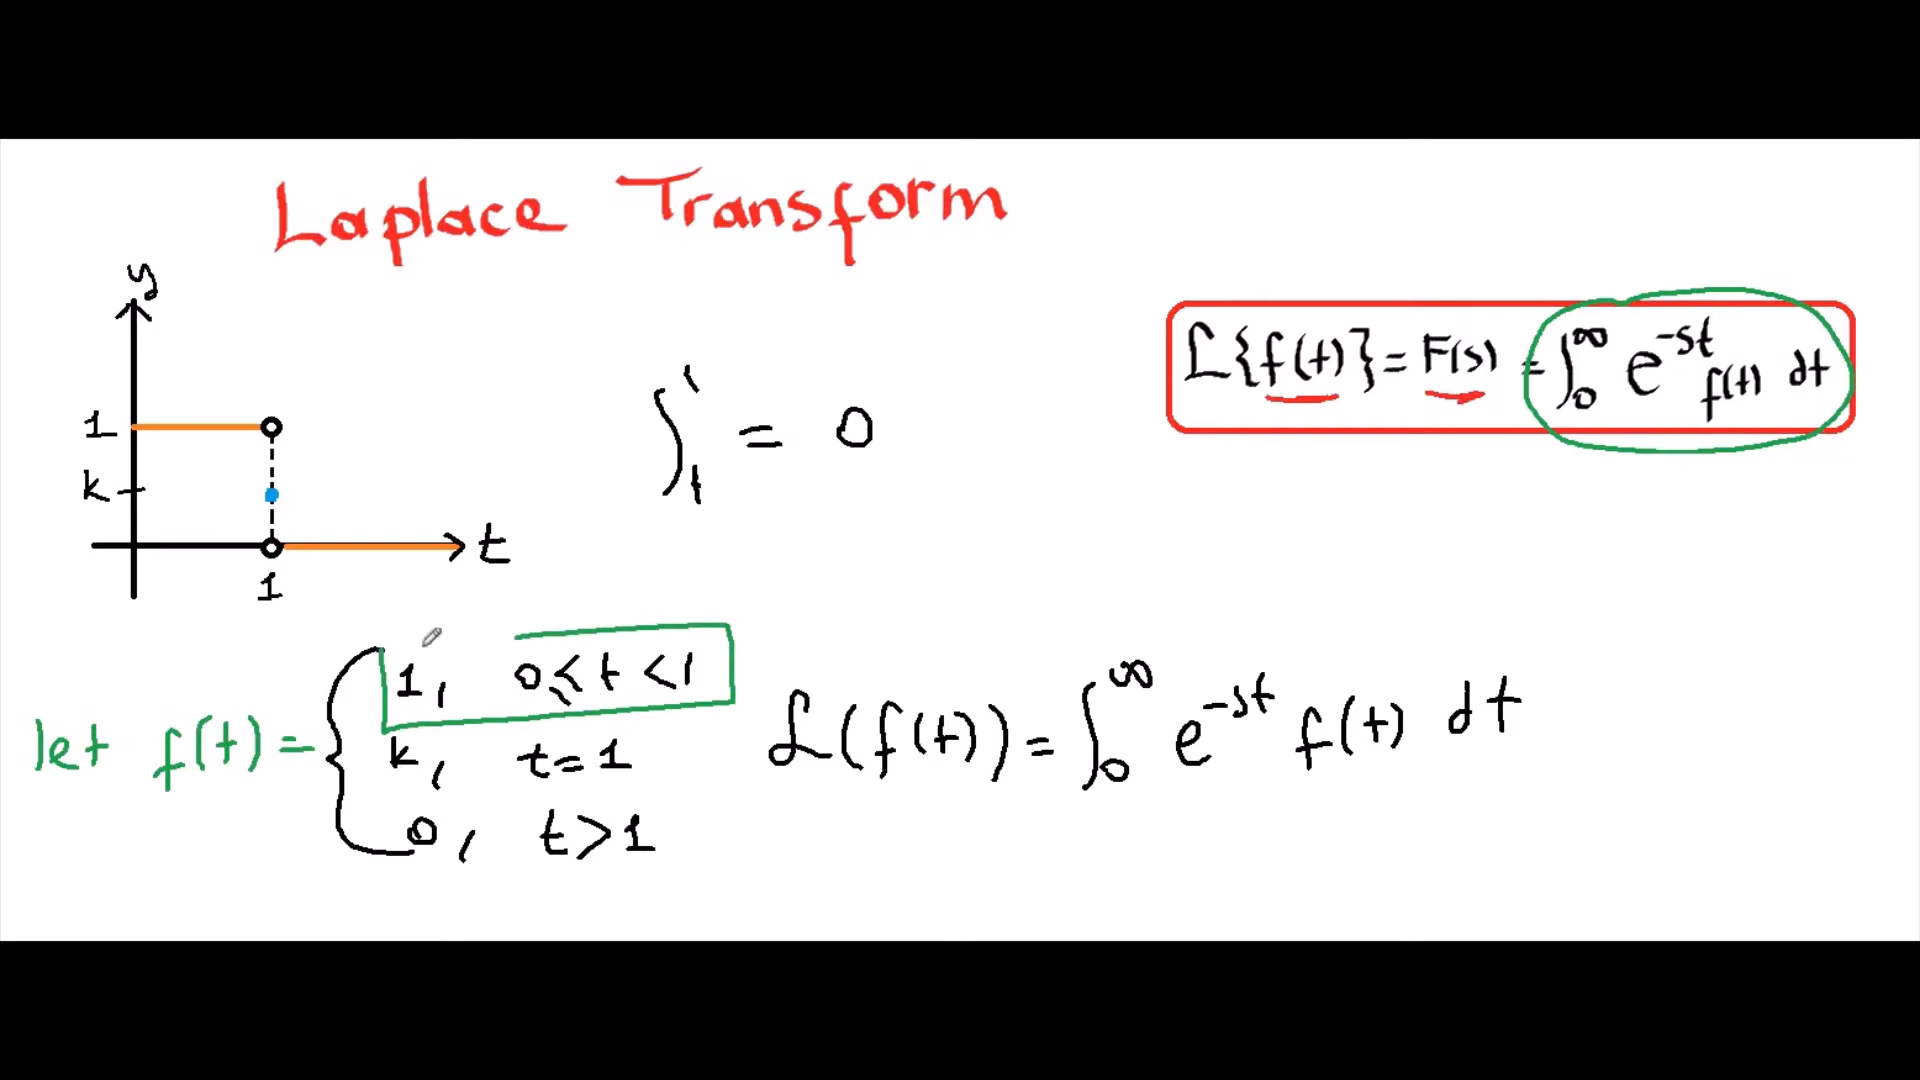 Laplace Transform
y
1
k
t
1
∫₁¹ = 0
ℒ{f(t)} = F(s) = ∫₀^∞ e^{-st} f(t) dt
let f(t) = { 1, 0 ≤ t < 1
k, t = 1
0, t > 1
ℒ(f(t)) = ∫₀^∞ e^{-st} f(t) dt